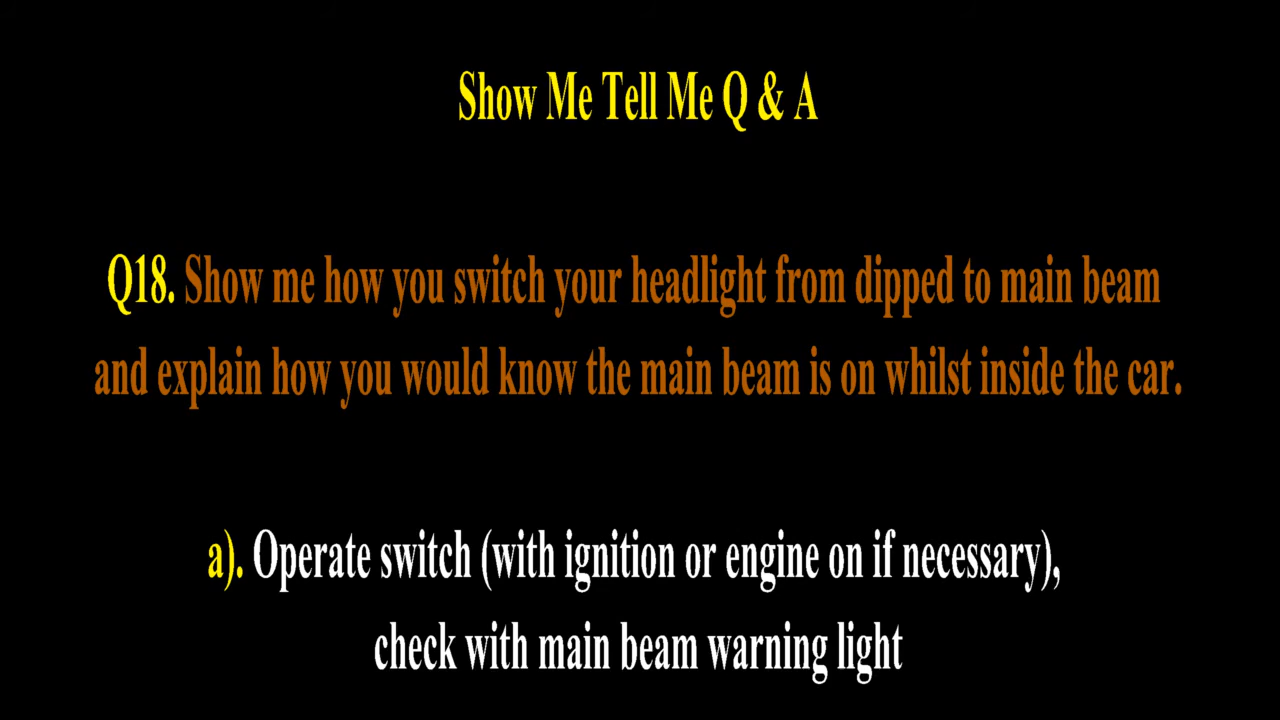 Show Me Tell Me Q & A
Q18. Show me how you switch your headlight from dipped to main beam
and explain how you would know the main beam is on whilst inside the car.
a). Operate switch (with ignition or engine on if necessary),
check with main beam warning light